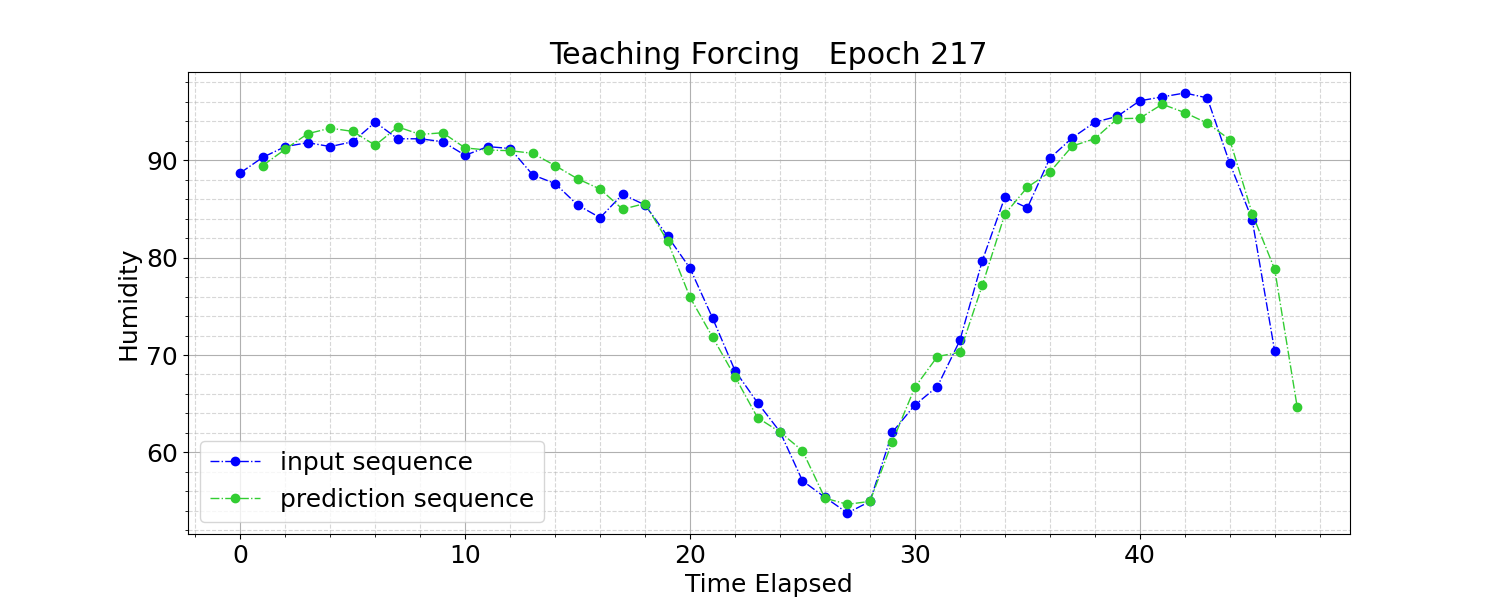 Teaching Forcing   Epoch 217
Humidity
90
80
70
60
input sequence
prediction sequence
0 10 20 30 40
Time Elapsed